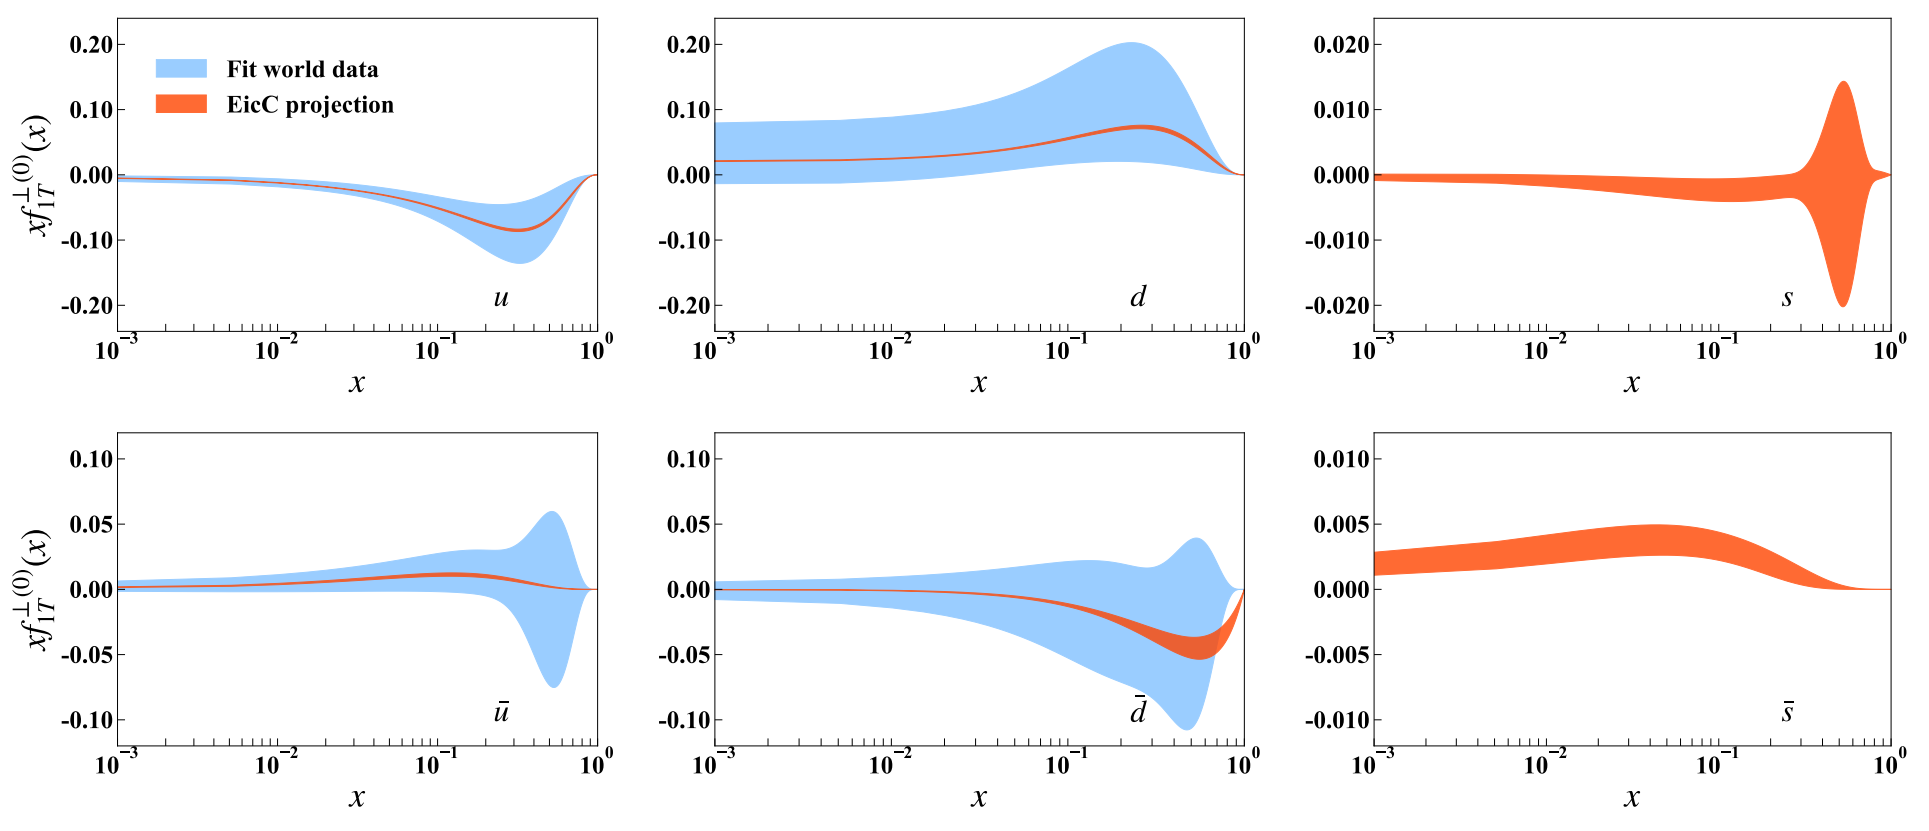 xf⊥(0)1T(x)
0.20
0.10
0.00
-0.10
-0.20
Fit world data
EicC projection
u
10−3 10−2 10−1 100
x
0.20
0.10
0.00
-0.10
-0.20
d
10−3 10−2 10−1 100
x
0.020
0.010
0.000
-0.010
-0.020
s
10−3 10−2 10−1 100
x
xf⊥(0)1T(x)
0.10
0.05
0.00
-0.05
-0.10
ū
10−3 10−2 10−1 100
x
0.10
0.05
0.00
-0.05
-0.10
d̄
10−3 10−2 10−1 100
x
0.010
0.005
0.000
-0.005
-0.010
s̄
10−3 10−2 10−1 100
x